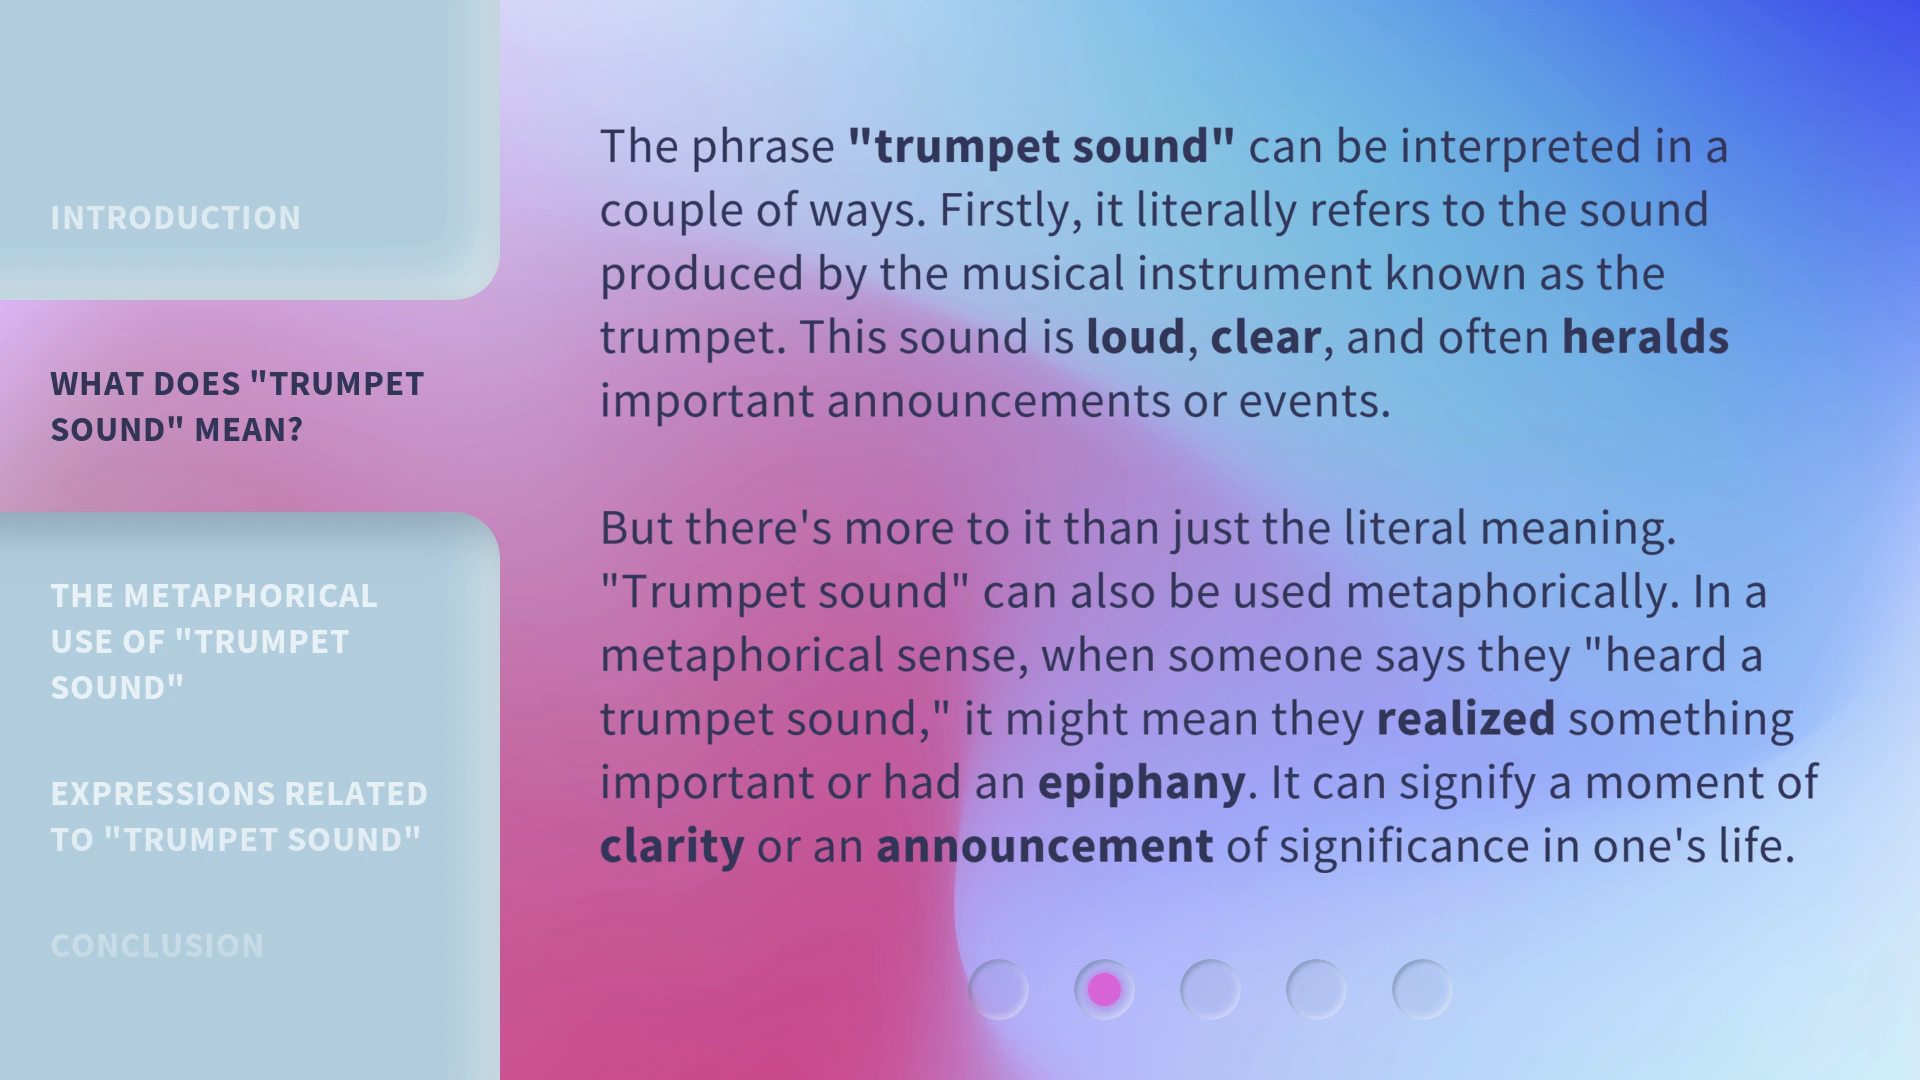 INTRODUCTION
WHAT DOES "TRUMPET
SOUND" MEAN?
THE METAPHORICAL
USE OF "TRUMPET
SOUND"
EXPRESSIONS RELATED
TO "TRUMPET SOUND"
CONCLUSION
The phrase "trumpet sound" can be interpreted in a
couple of ways. Firstly, it literally refers to the sound
produced by the musical instrument known as the
trumpet. This sound is loud, clear, and often heralds
important announcements or events.
But there's more to it than just the literal meaning.
"Trumpet sound" can also be used metaphorically. In a
metaphorical sense, when someone says they "heard a
trumpet sound," it might mean they realized something
important or had an epiphany. It can signify a moment of
clarity or an announcement of significance in one's life.